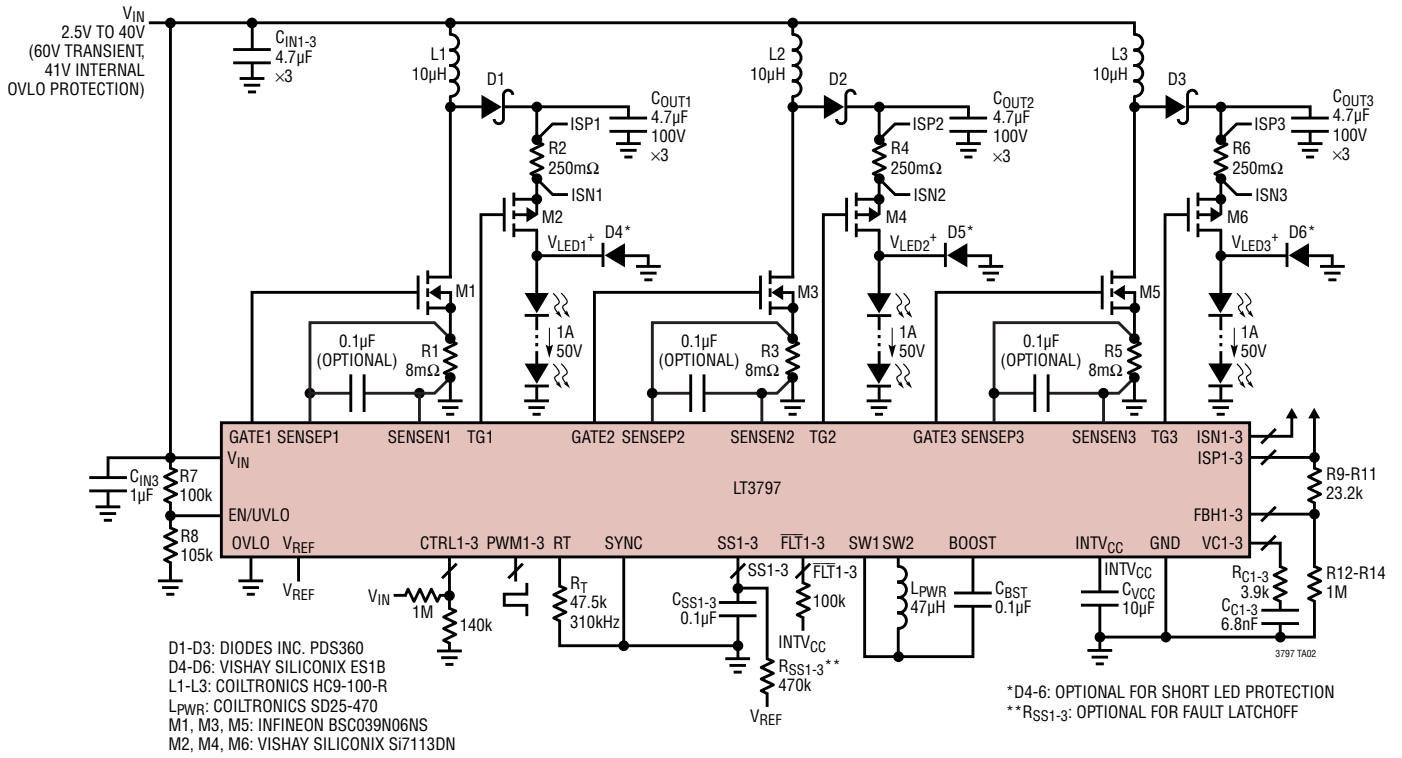 VIN
2.5V TO 40V
(60V TRANSIENT,
41V INTERNAL
OVLO PROTECTION)
CIN1-3
4.7µF
×3
L1
10µH
D1
COUT1
4.7µF
100V
×3
ISP1
R2
250mΩ
ISN1
M2
VLED1+
D4*
M1
0.1µF
(OPTIONAL)
R1
8mΩ
1A
50V
L2
10µH
D2
COUT2
4.7µF
100V
×3
ISP2
R4
250mΩ
ISN2
M4
VLED2+
D5*
M3
0.1µF
(OPTIONAL)
R3
8mΩ
1A
50V
L3
10µH
D3
COUT3
4.7µF
100V
×3
ISP3
R6
250mΩ
ISN3
M6
VLED3+
D6*
M5
0.1µF
(OPTIONAL)
R5
8mΩ
1A
50V
GATE1 SENSEP1 SENSEN1 TG1 GATE2 SENSEP2 SENSEN2 TG2 GATE3 SENSEP3 SENSEN3 TG3 ISN1-3
VIN
ISP1-3
LT3797
EN/UVLO
FBH1-3
OVLO VREF CTRL1-3 PWM1-3 RT SYNC SS1-3 FLT1-3 SW1 SW2 BOOST INTVCC GND VC1-3
CIN3
1µF
R7
100k
R8
105k
VREF
VIN
1M
140k
RT
47.5k
310kHz
SS1-3
CSS1-3
0.1µF
RSS1-3**
470k
VREF
FLT1-3
100k
INTVCC
LPWR
47µH
CBST
0.1µF
INTVCC
CVCC
10µF
RC1-3
3.9k
CC1-3
6.8nF
R9-R11
23.2k
R12-R14
1M
3797 TA02
D1-D3: DIODES INC. PDS360
D4-D6: VISHAY SILICONIX ES1B
L1-L3: COILTRONICS HC9-100-R
LPWR: COILTRONICS SD25-470
M1, M3, M5: INFINEON BSC039N06NS
M2, M4, M6: VISHAY SILICONIX Si7113DN
*D4-6: OPTIONAL FOR SHORT LED PROTECTION
**RSS1-3: OPTIONAL FOR FAULT LATCHOFF